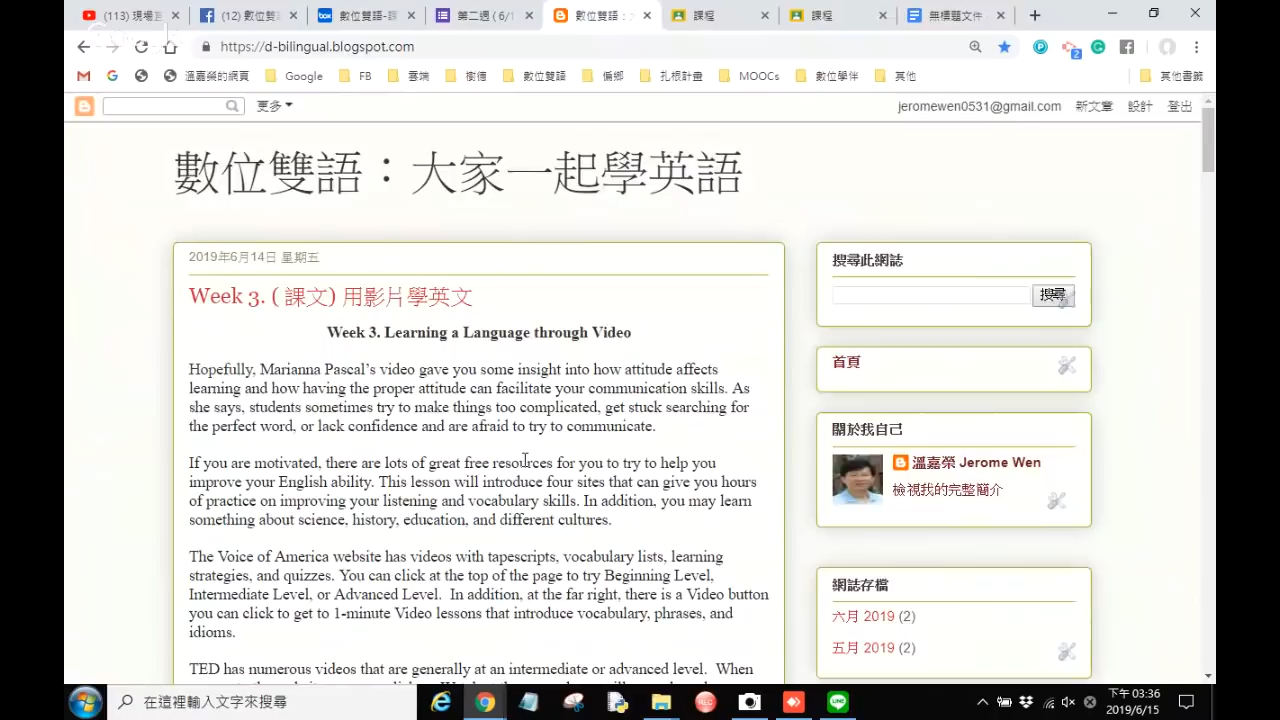 (113) 現場直
(12) 數位雙語
數位雙語-課
第二週 ( 6/1
數位雙語：大
課程
課程
無標題文件 -
https://d-bilingual.blogspot.com
2
溫嘉榮的網頁
Google
FB
雲端
樹德
數位雙語
偏鄉
扎根計畫
MOOCs
數位學伴
其他
其他書籤
更多
jeromewen0531@gmail.com 新文章 設計 登出
數位雙語：大家一起學英語
2019年6月14日 星期五
Week 3. ( 課文) 用影片學英文
Week 3. Learning a Language through Video
Hopefully, Marianna Pascal’s video gave you some insight into how attitude affects
learning and how having the proper attitude can facilitate your communication skills. As
she says, students sometimes try to make things too complicated, get stuck searching for
the perfect word, or lack confidence and are afraid to try to communicate.
If you are motivated, there are lots of great free resources for you to try to help you
improve your English ability. This lesson will introduce four sites that can give you hours
of practice on improving your listening and vocabulary skills. In addition, you may learn
something about science, history, education, and different cultures.
The Voice of America website has videos with tapescripts, vocabulary lists, learning
strategies, and quizzes. You can click at the top of the page to try Beginning Level,
Intermediate Level, or Advanced Level. In addition, at the far right, there is a Video button
you can click to get to 1-minute Video lessons that introduce vocabulary, phrases, and
idioms.
TED has numerous videos that are generally at an intermediate or advanced level. When
搜尋此網誌
搜尋
首頁
關於我自己
溫嘉榮 Jerome Wen
檢視我的完整簡介
網誌存檔
六月 2019 (2)
五月 2019 (2)
在這裡輸入文字來搜尋
REC
下午 03:36
2019/6/15